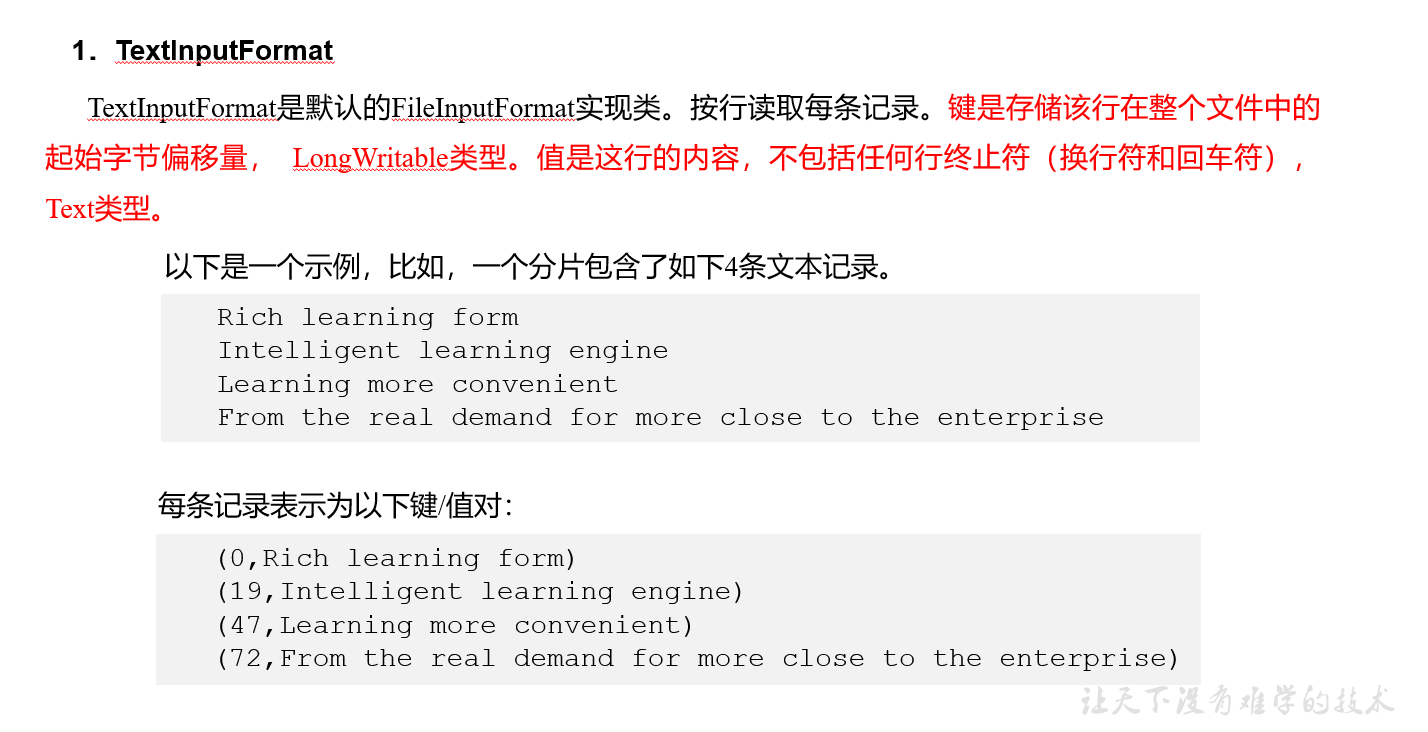 1. TextInputFormat
TextInputFormat是默认的FileInputFormat实现类。按行读取每条记录。键是存储该行在整个文件中的
起始字节偏移量， LongWritable类型。值是这行的内容，不包括任何行终止符（换行符和回车符），
Text类型。
以下是一个示例，比如，一个分片包含了如下4条文本记录。
Rich learning form
Intelligent learning engine
Learning more convenient
From the real demand for more close to the enterprise
每条记录表示为以下键/值对：
(0,Rich learning form)
(19,Intelligent learning engine)
(47,Learning more convenient)
(72,From the real demand for more close to the enterprise)
让天下没有难学的技术